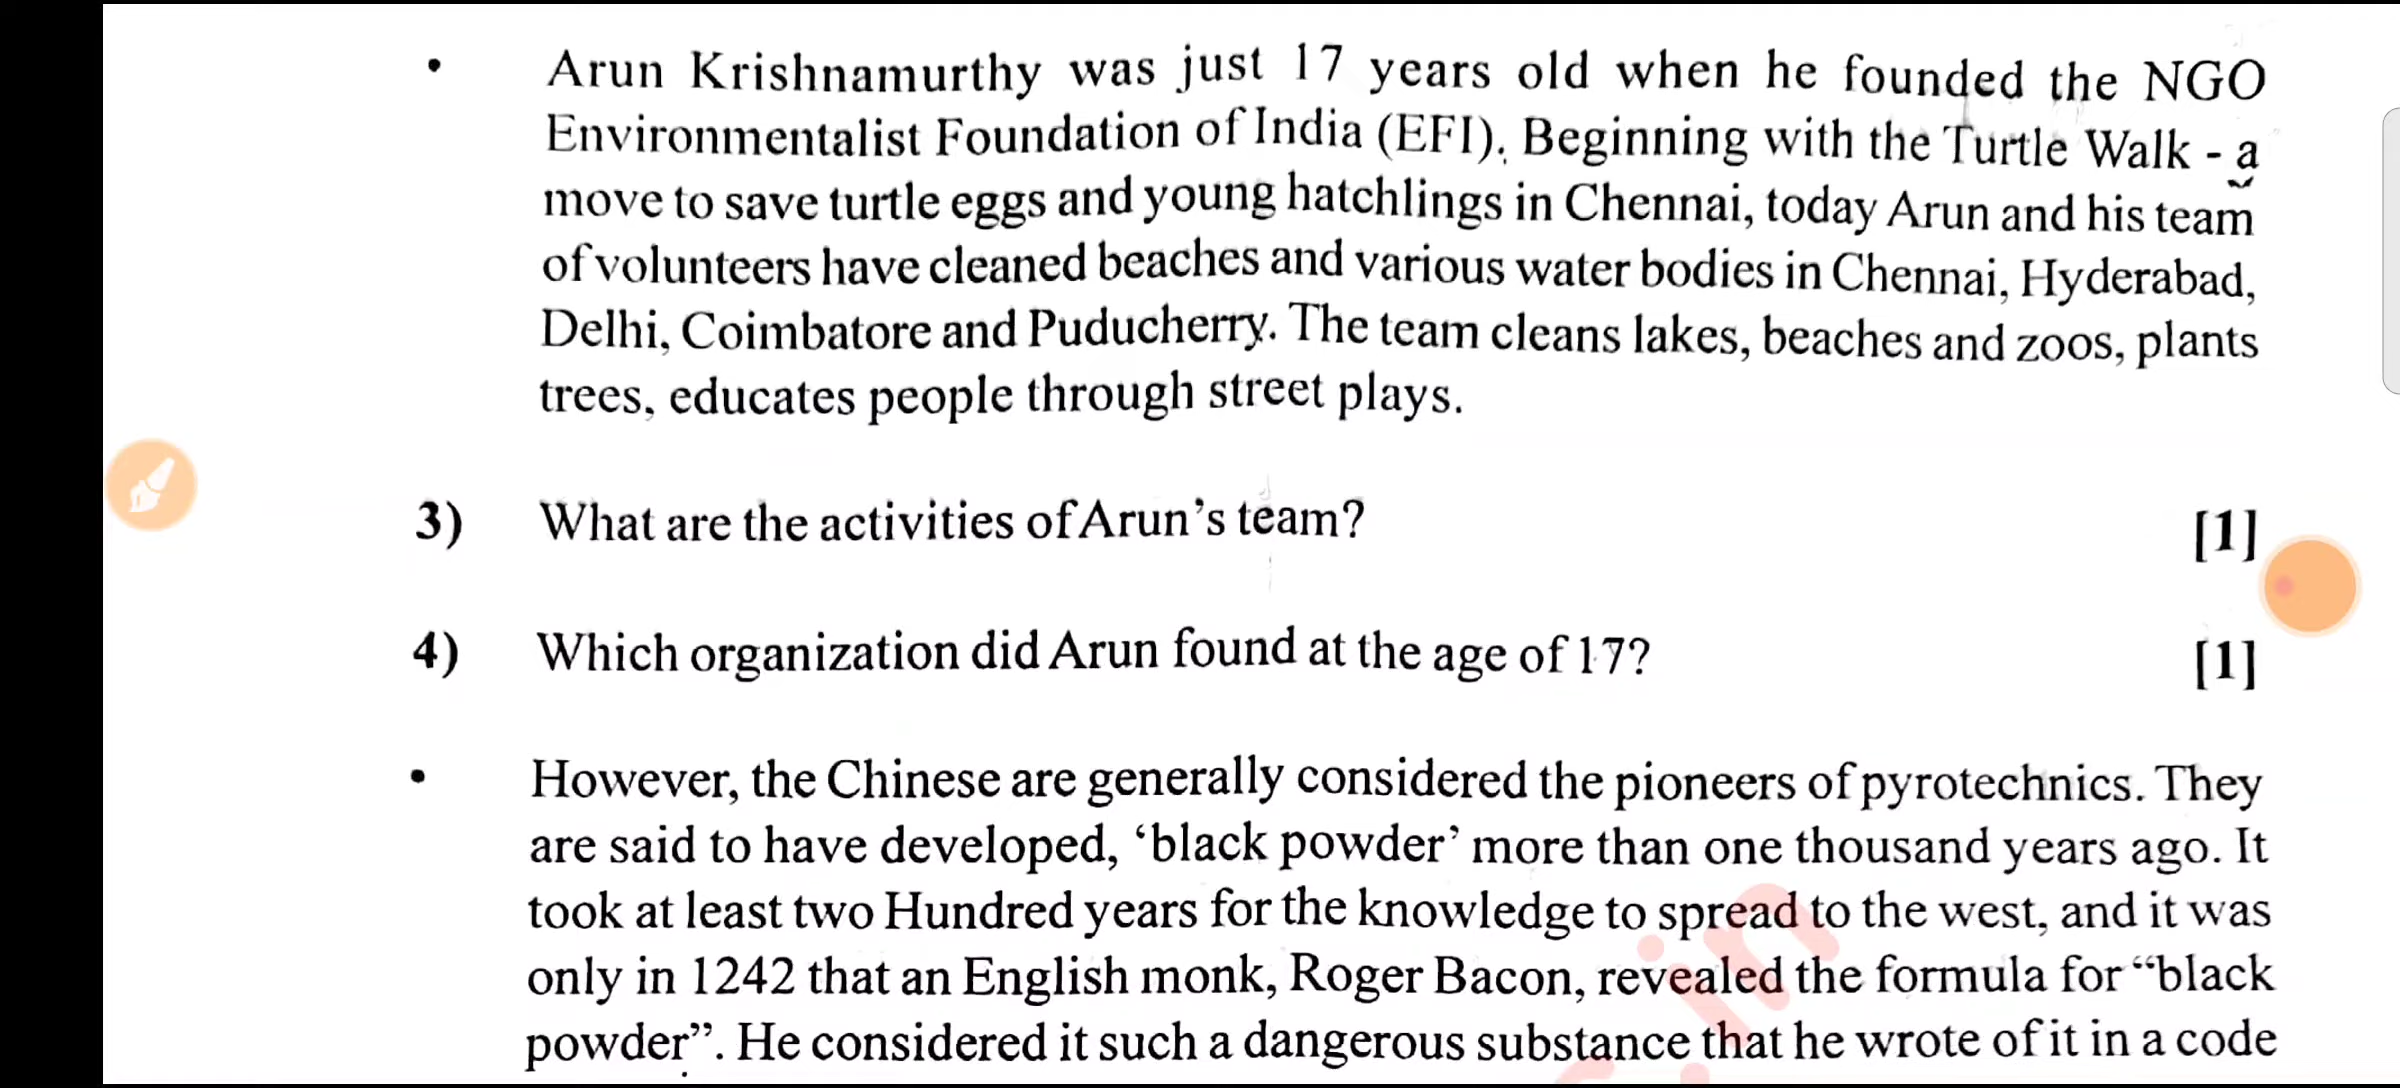 • Arun Krishnamurthy was just 17 years old when he founded the NGO
Environmentalist Foundation of India (EFI). Beginning with the Turtle Walk - a
move to save turtle eggs and young hatchlings in Chennai, today Arun and his team
of volunteers have cleaned beaches and various water bodies in Chennai, Hyderabad,
Delhi, Coimbatore and Puducherry. The team cleans lakes, beaches and zoos, plants
trees, educates people through street plays.
3) What are the activities of Arun's team? [1]
4) Which organization did Arun found at the age of 17? [1]
• However, the Chinese are generally considered the pioneers of pyrotechnics. They
are said to have developed, ‘black powder’ more than one thousand years ago. It
took at least two Hundred years for the knowledge to spread to the west, and it was
only in 1242 that an English monk, Roger Bacon, revealed the formula for “black
powder”. He considered it such a dangerous substance that he wrote of it in a code